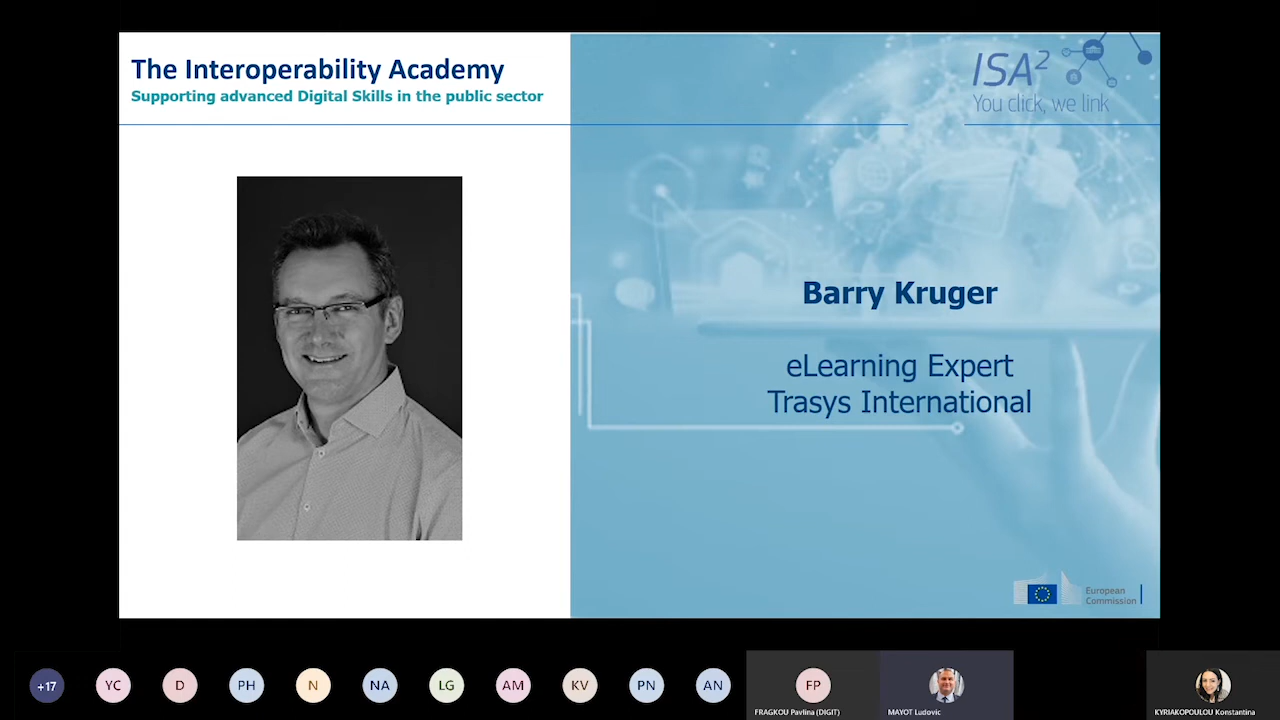 The Interoperability Academy
Supporting advanced Digital Skills in the public sector
ISA²
You click, we link
Barry Kruger
eLearning Expert
Trasys International
European
Commission
+17
YC
D
PH
N
NA
LG
AM
KV
PN
AN
FP
FRAGKOU Pavlina (DIGIT)
MAYOT Ludovic
KYRIAKOPOULOU Konstantina